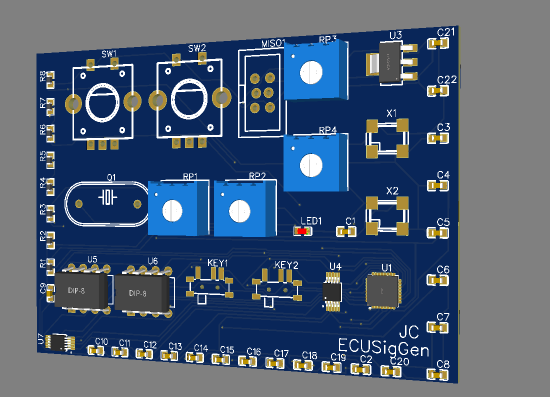 C21
SW1
SW2
MISO1
RP3
U3
R8
C22
R7
X1
R6
C3
RP4
R5
R4
Q1
RP1
RP2
C4
X2
R3
LED1
C1
R2
C5
R1
U5
U6
KEY1
KEY2
U4
U1
C6
C9
DIP-8
DIP-8
C7
JC
ECUSigGen
U7
C10
C11
C12
C13
C14
C15
C16
C17
C18
C19
C2
C20
C8